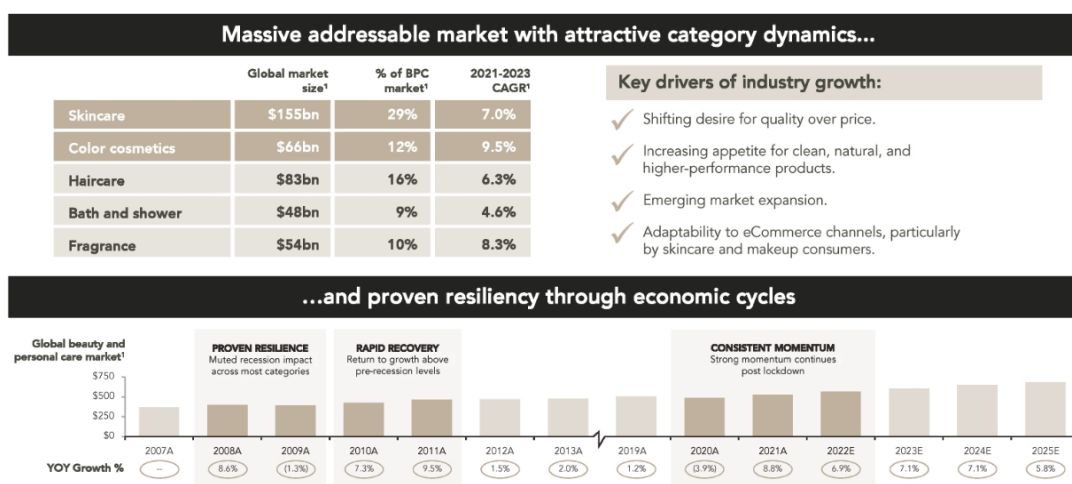 Massive addressable market with attractive category dynamics...
Global market size¹ % of BPC market¹ 2021-2023 CAGR¹
Skincare $155bn 29% 7.0%
Color cosmetics $66bn 12% 9.5%
Haircare $83bn 16% 6.3%
Bath and shower $48bn 9% 4.6%
Fragrance $54bn 10% 8.3%
Key drivers of industry growth:
Shifting desire for quality over price.
Increasing appetite for clean, natural, and
higher-performance products.
Emerging market expansion.
Adaptability to eCommerce channels, particularly
by skincare and makeup consumers.
...and proven resiliency through economic cycles
Global beauty and
personal care market¹
PROVEN RESILIENCE
Muted recession impact
across most categories
RAPID RECOVERY
Return to growth above
pre-recession levels
CONSISTENT MOMENTUM
Strong momentum continues
post lockdown
$750
$500
$250
$0
2007A 2008A 2009A 2010A 2011A 2012A 2013A 2019A 2020A 2021A 2022E 2023E 2024E 2025E
YOY Growth % -- 8.6% (1.3%) 7.3% 9.5% 1.5% 2.0% 1.2% (3.9%) 8.8% 6.9% 7.1% 7.1% 5.8%